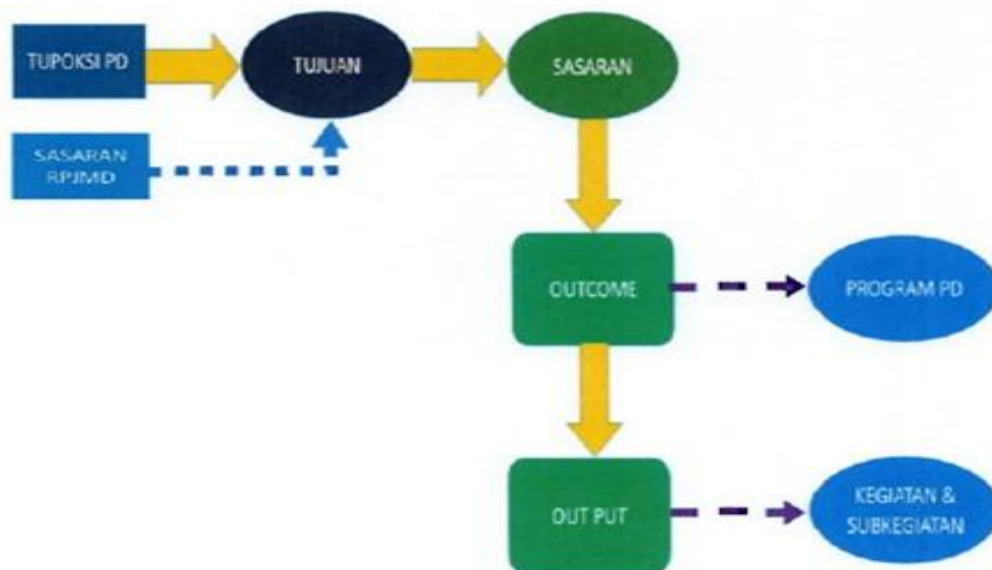 TUPOKSI PD
TUJUAN
SASARAN
SASARAN
RPJMD
OUTCOME
PROGRAM PD
OUT PUT
KEGIATAN &
SUBKEGIATAN